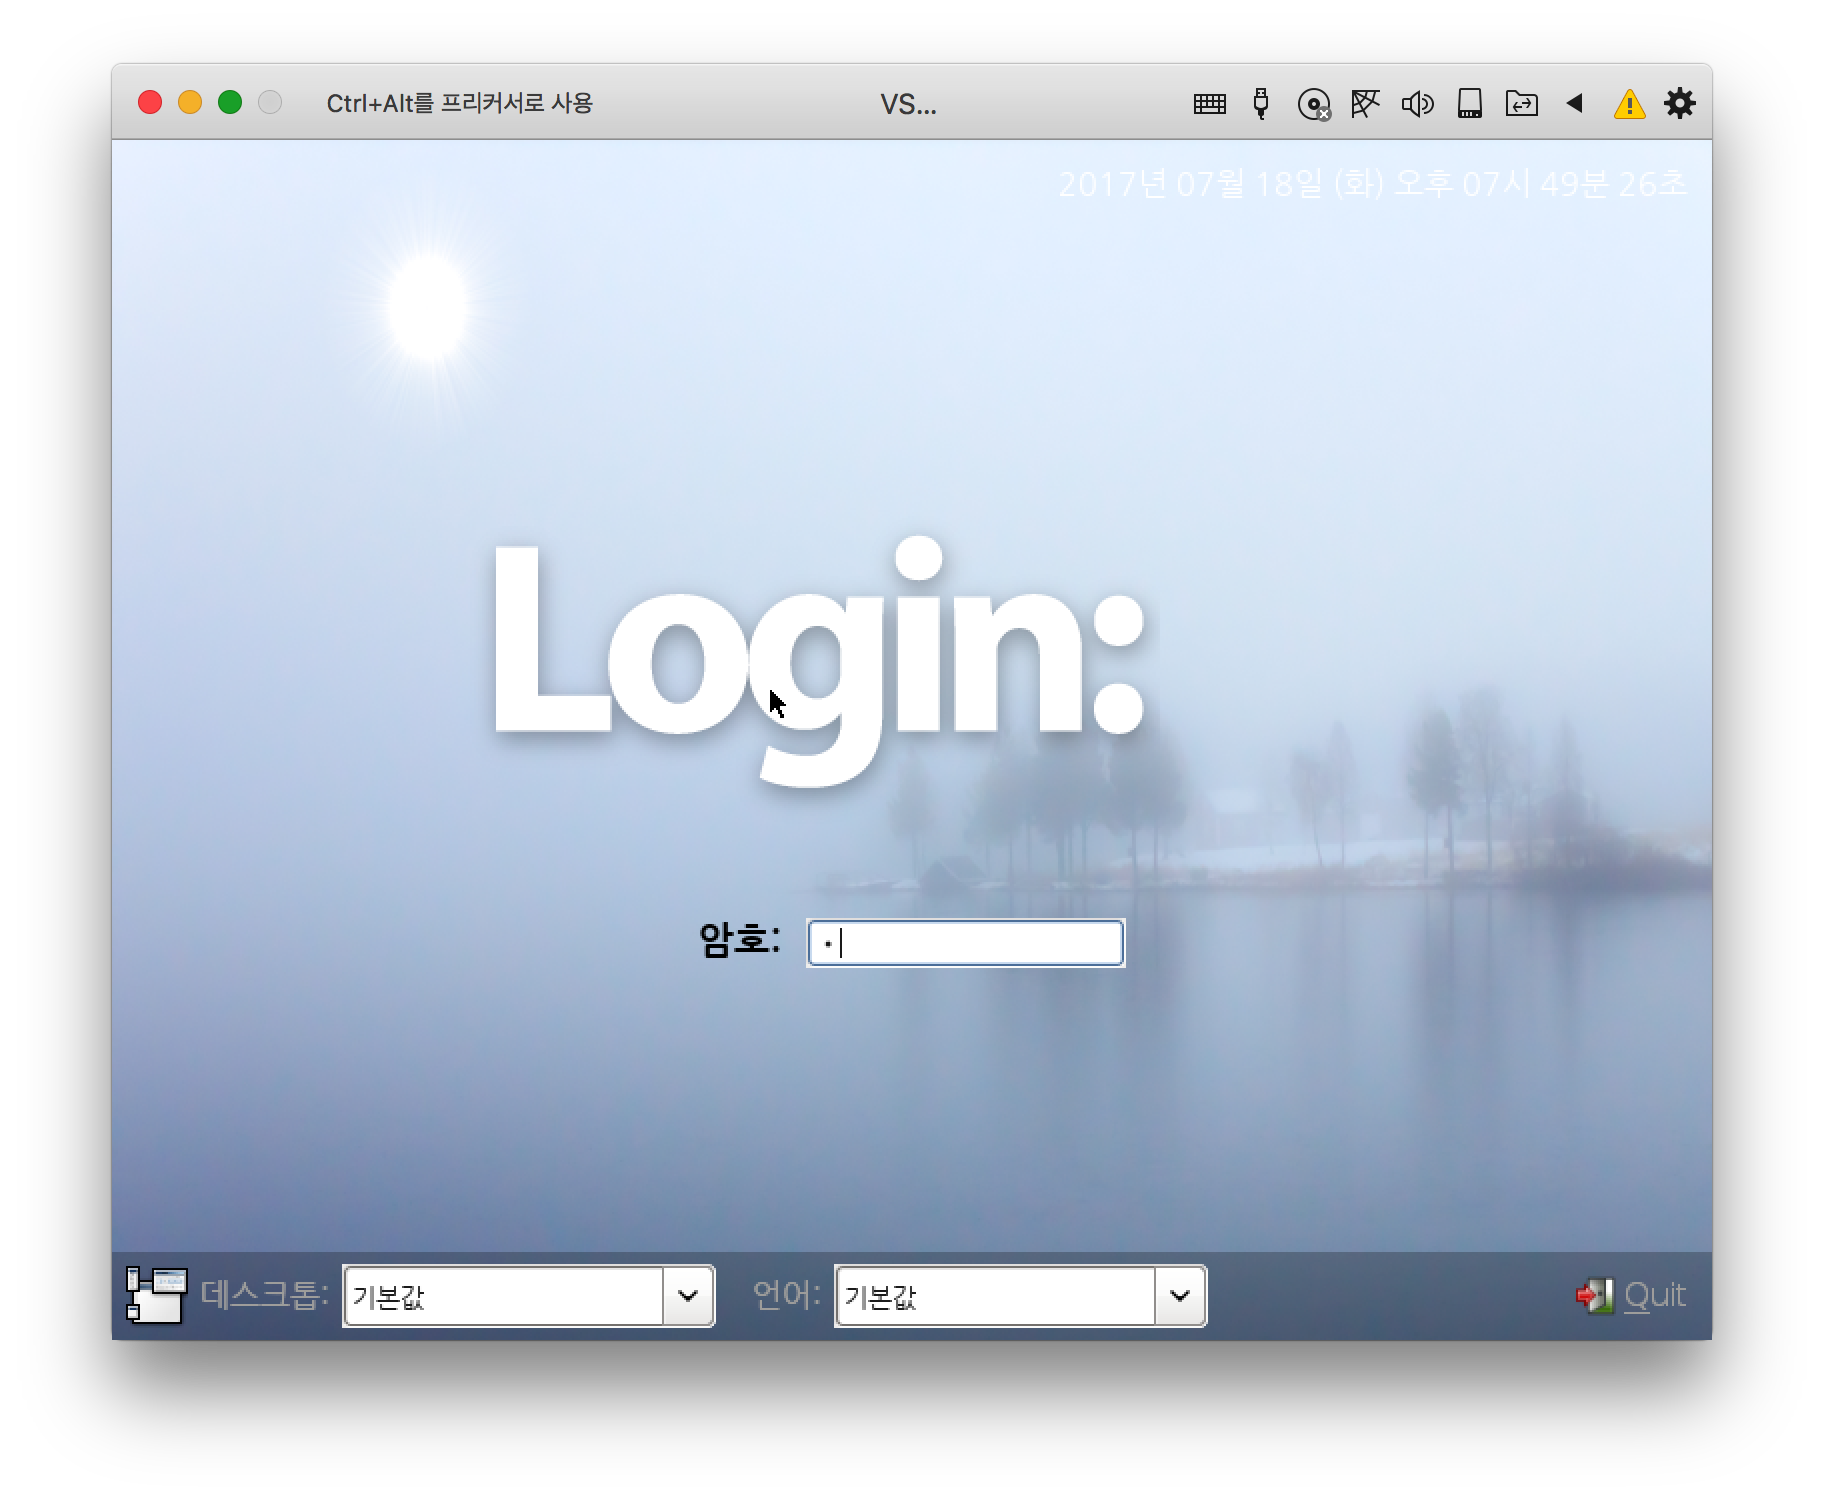 Ctrl+Alt를 프리커서로 사용
VS...
2017년 07월 18일 (화) 오후 07시 49분 26초
Login:
암호:
데스크톱: 기본값 언어: 기본값 Quit